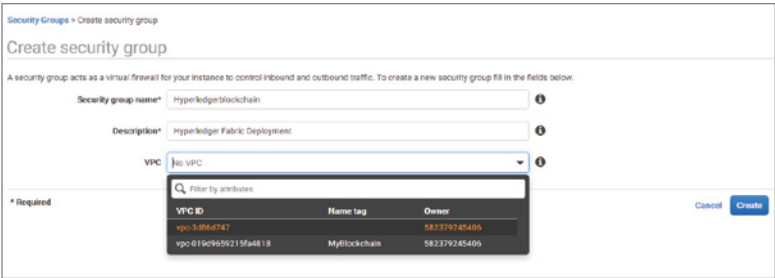 Security Groups > Create security group
Create security group
A security group acts as a virtual firewall for your instance to control inbound and outbound traffic. To create a new security group fill in the fields below.
Security group name* Hyperledgerblockchain
Description* Hyperledger Fabric Deployment
VPC No VPC
Filter by attributes
* Required Cancel Create
VPC ID Name tag Owner
vpc-3df6d747 582379245406
vpc-019d9659215fa4818 MyBlockchain 582379245406